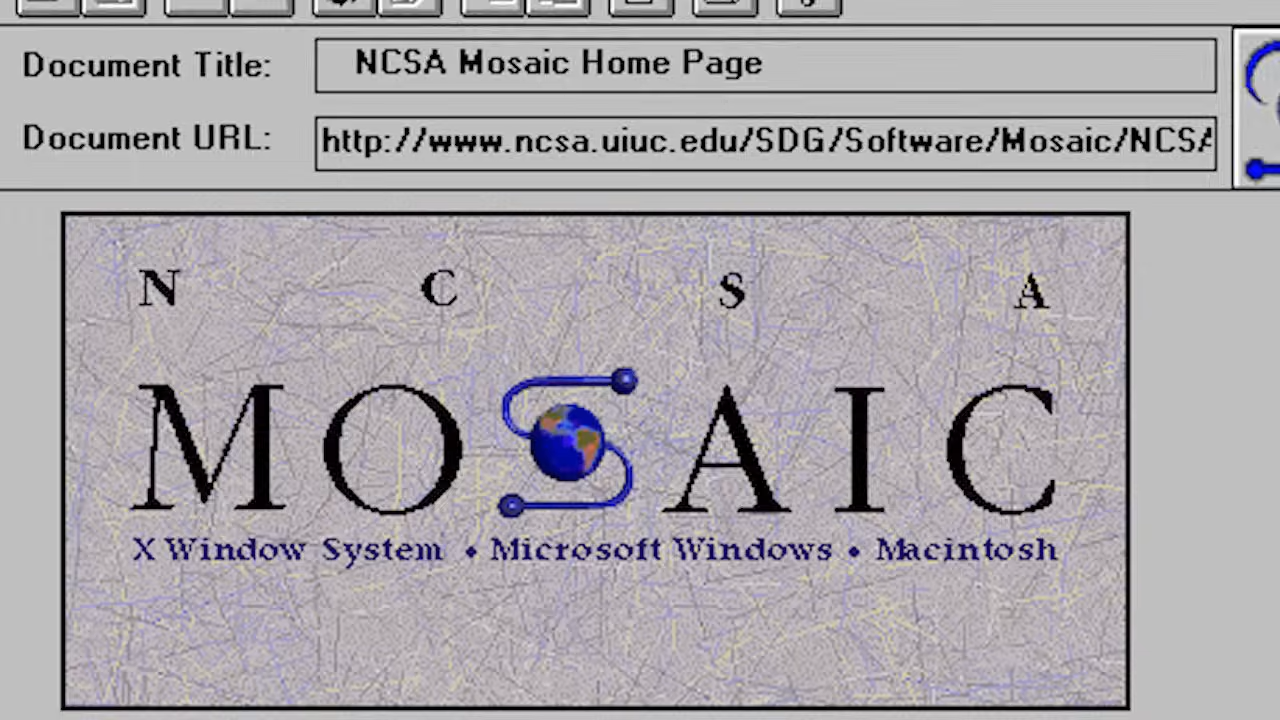 Document Title: NCSA Mosaic Home Page
Document URL: http://www.ncsa.uiuc.edu/SDG/Software/Mosaic/NCSA
N C S A
MOSAIC
X Window System • Microsoft Windows • Macintosh